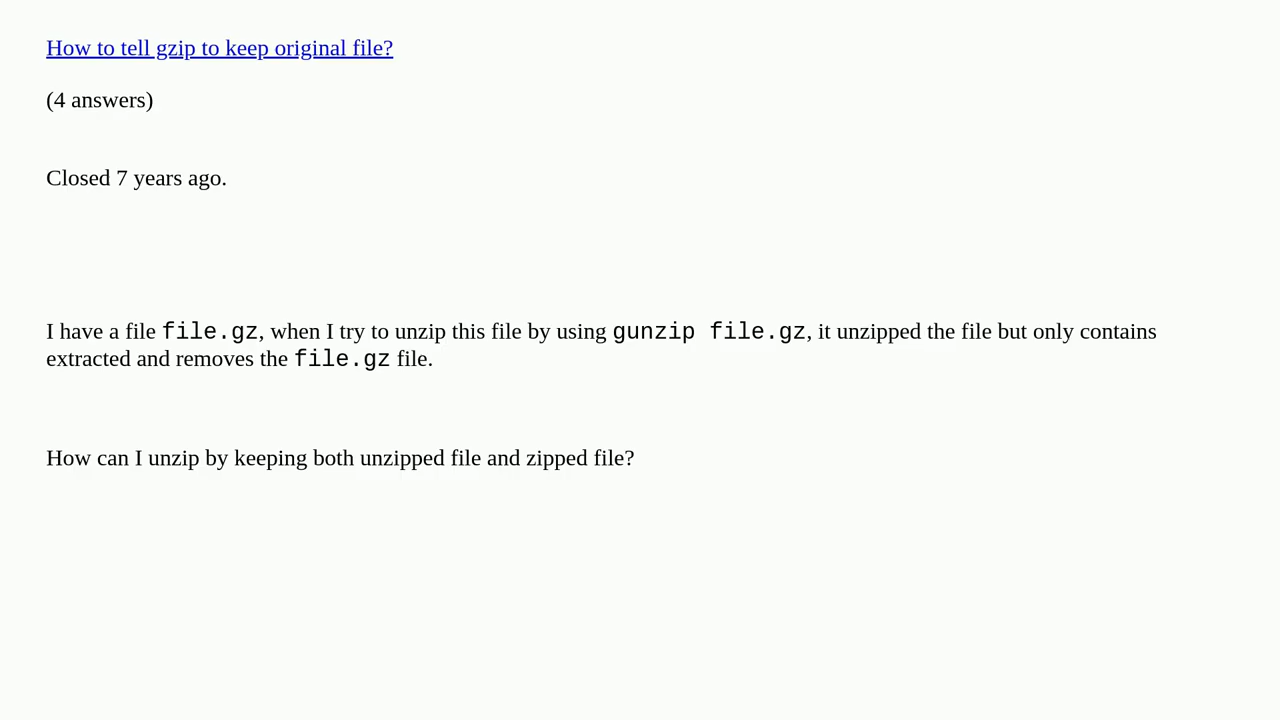 How to tell gzip to keep original file?
(4 answers)
Closed 7 years ago.
I have a file file.gz, when I try to unzip this file by using gunzip file.gz, it unzipped the file but only contains
extracted and removes the file.gz file.
How can I unzip by keeping both unzipped file and zipped file?